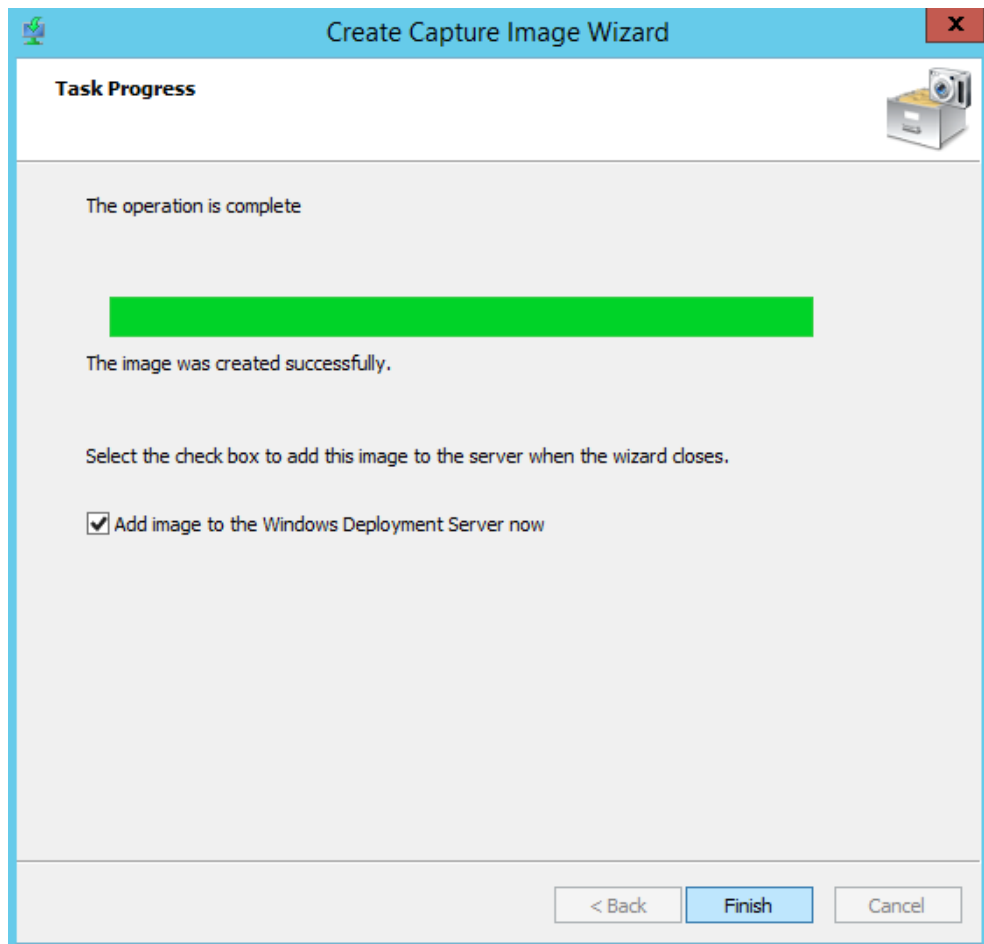 Create Capture Image Wizard
x
Task Progress
The operation is complete
The image was created successfully.
Select the check box to add this image to the server when the wizard closes.
Add image to the Windows Deployment Server now
< Back
Finish
Cancel